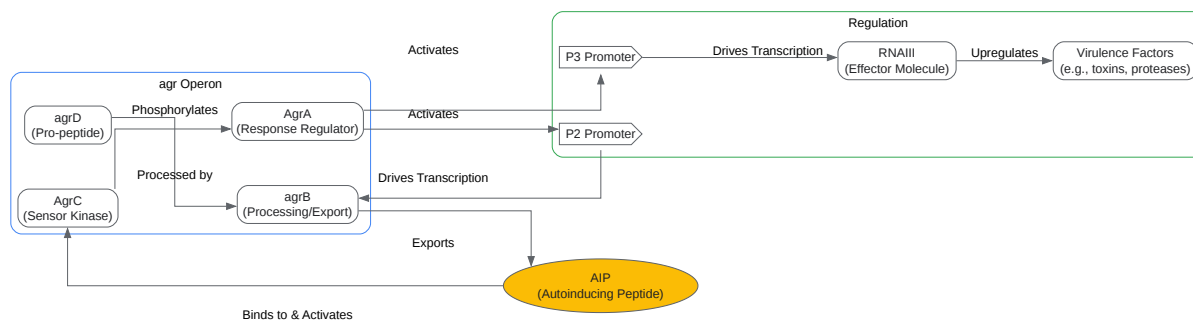 Regulation
Activates
P3 Promoter
Drives Transcription
RNAIII
(Effector Molecule)
Upregulates
Virulence Factors
(e.g., toxins, proteases)
agr Operon
agrD
(Pro-peptide)
Phosphorylates
AgrA
(Response Regulator)
Activates
P2 Promoter
Processed by
Drives Transcription
AgrC
(Sensor Kinase)
agrB
(Processing/Export)
Exports
AIP
(Autoinducing Peptide)
Binds to & Activates